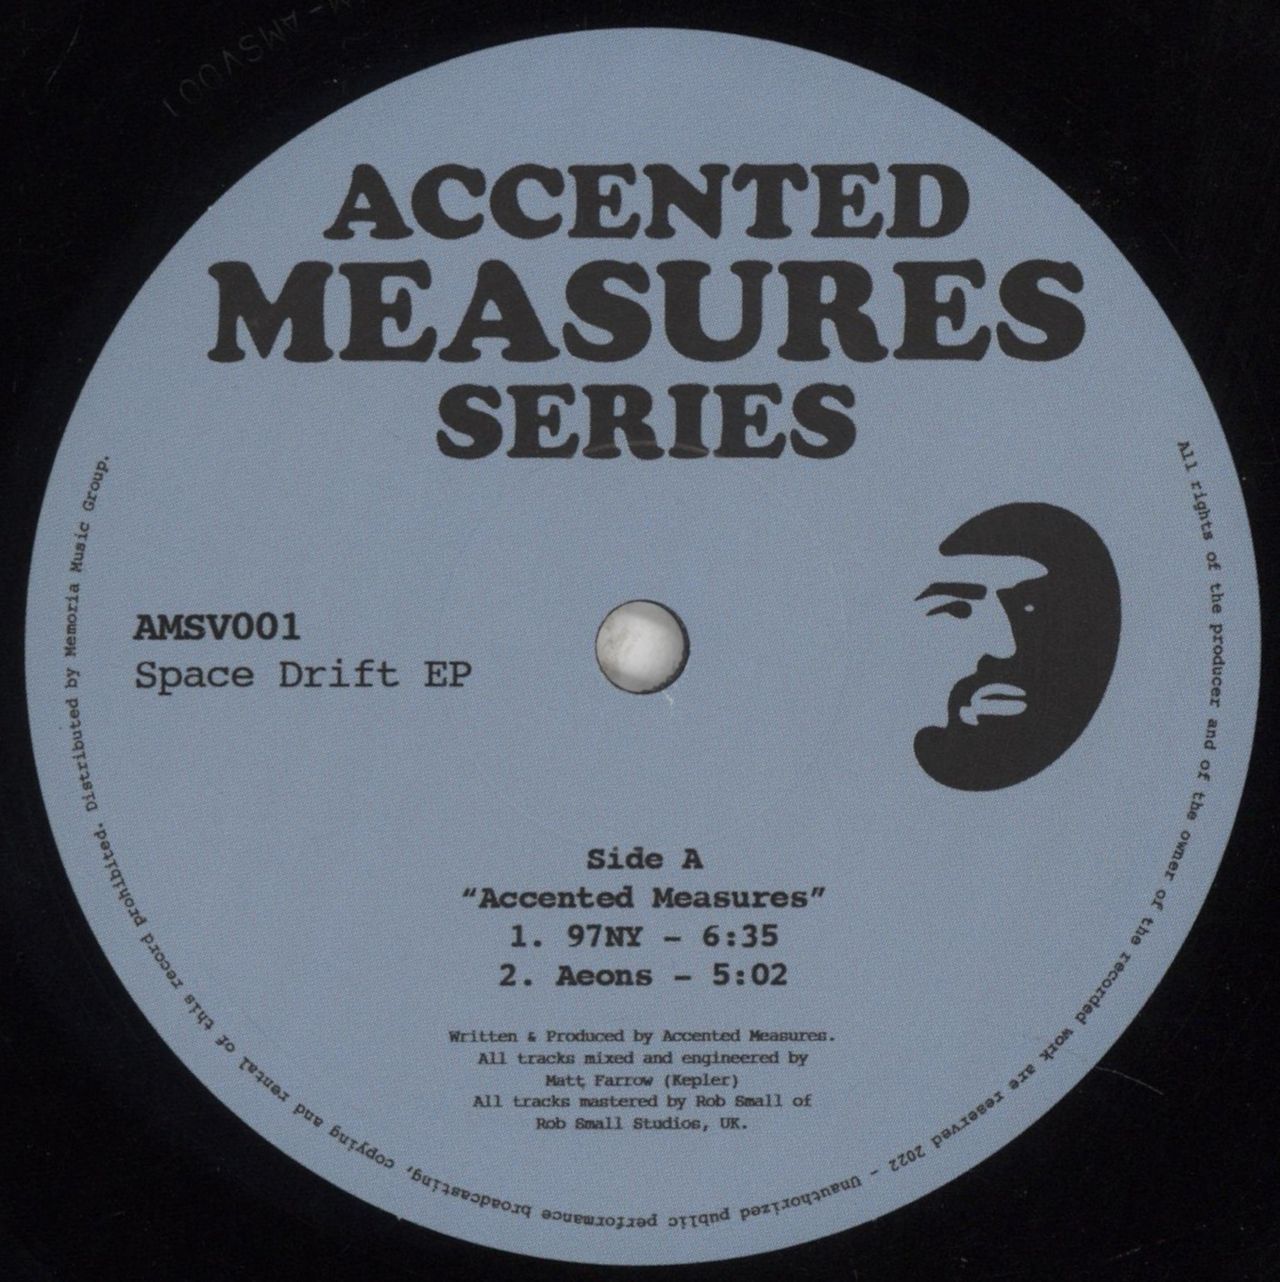 ACCENTED
MEASURES
SERIES
AMSV001
Space Drift EP
Side A
“Accented Measures”
1. 97NY – 6:35
2. Aeons – 5:02
Written & Produced by Accented Measures.
All tracks mixed and engineered by
Matt Farrow (Kepler)
All tracks mastered by Rob Small of
Rob Small Studios, UK.
All rights of the producer and of the owner of the recorded work are reserved 2022 - Unauthorized public performance broadcasting, copying and rental of this record prohibited. Distributed by Memoria Music Group.
- AMSV001